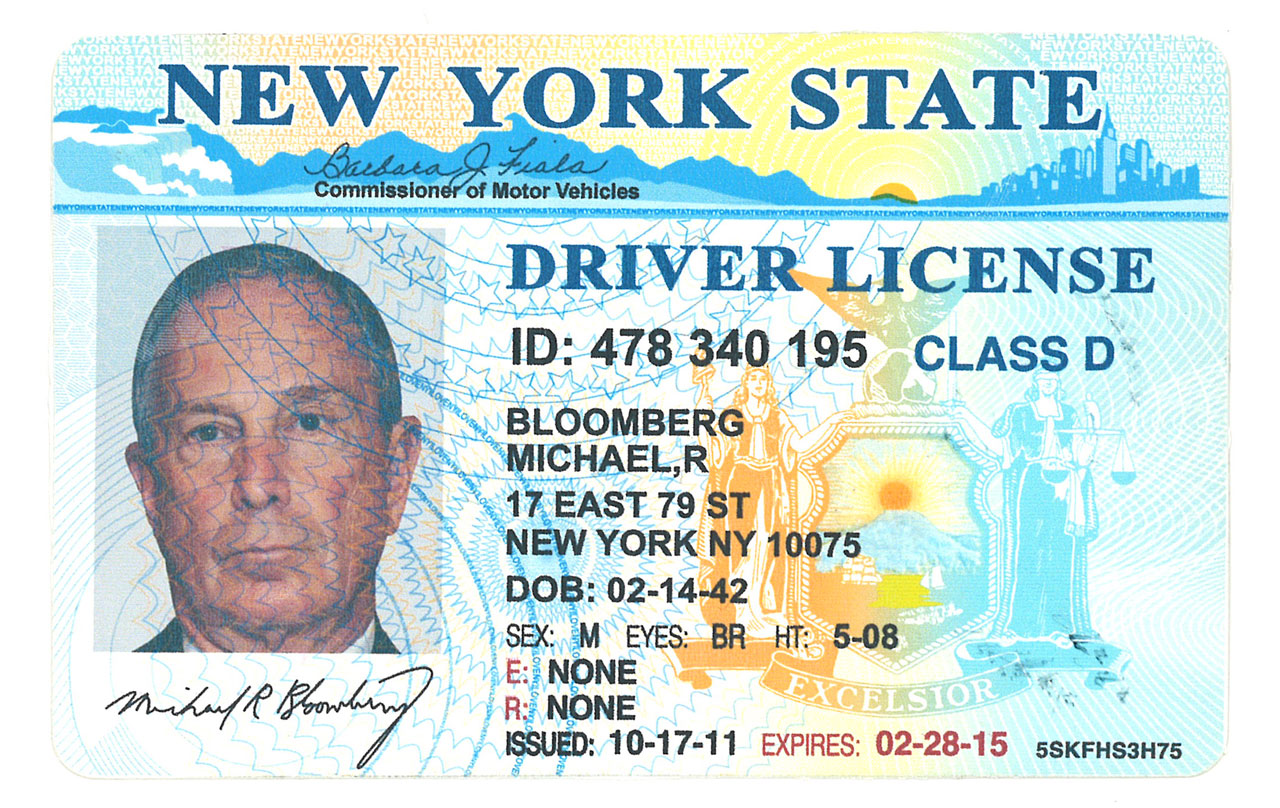 NEW YORK STATE
Barbara J. Fiala
Commissioner of Motor Vehicles
DRIVER LICENSE
ID: 478 340 195 CLASS D
BLOOMBERG
MICHAEL,R
17 EAST 79 ST
NEW YORK NY 10075
DOB: 02-14-42
SEX: M EYES: BR HT: 5-08
E: NONE
R: NONE
EXCELSIOR
ISSUED: 10-17-11 EXPIRES: 02-28-15 5SKFHS3H75
Michael R Bloomberg